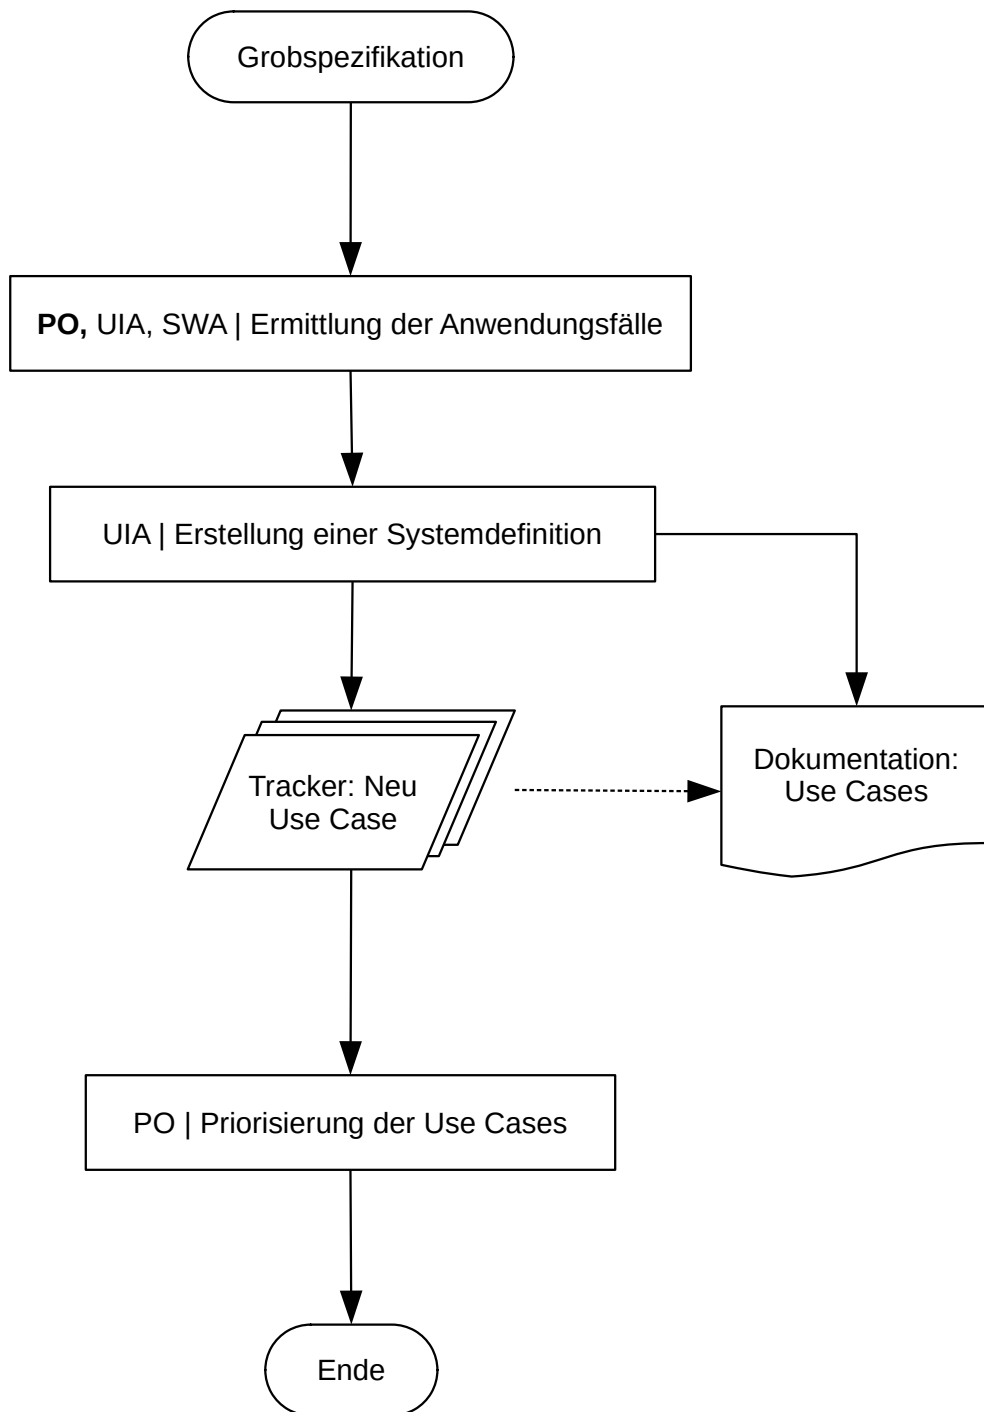 Grobspezifikation
PO, UIA, SWA | Ermittlung der Anwendungsfälle
UIA | Erstellung einer Systemdefinition
Tracker: Neu
Use Case
Dokumentation:
Use Cases
PO | Priorisierung der Use Cases
Ende